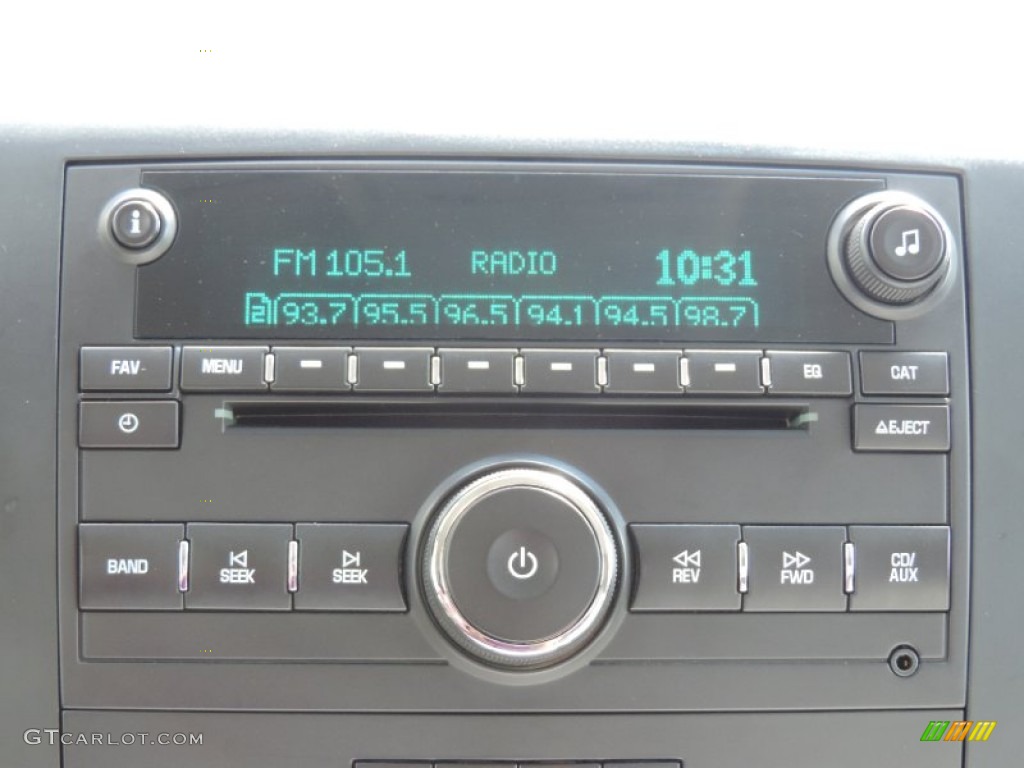 FM 105.1 RADIO 10:31
2 93.7 95.5 96.5 94.1 94.5 98.7
FAV MENU EQ CAT
EJECT
BAND SEEK SEEK REV FWD CD/AUX
GTCARLOT.COM